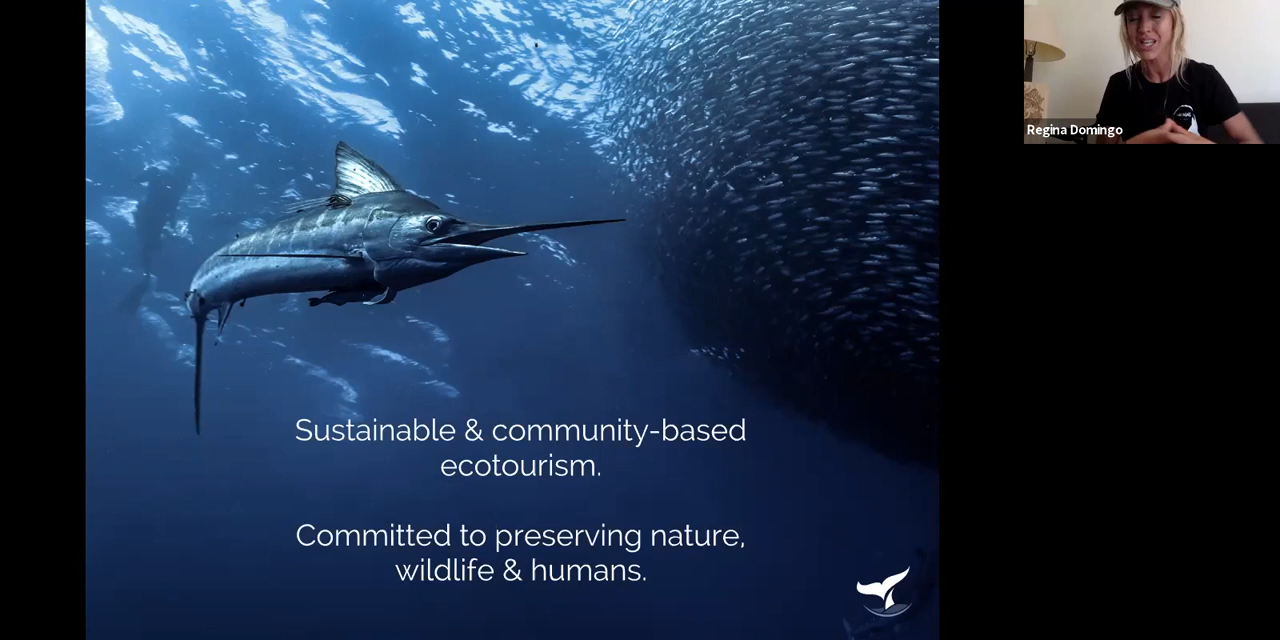 Regina Domingo
Sustainable & community-based
ecotourism.
Committed to preserving nature,
wildlife & humans.